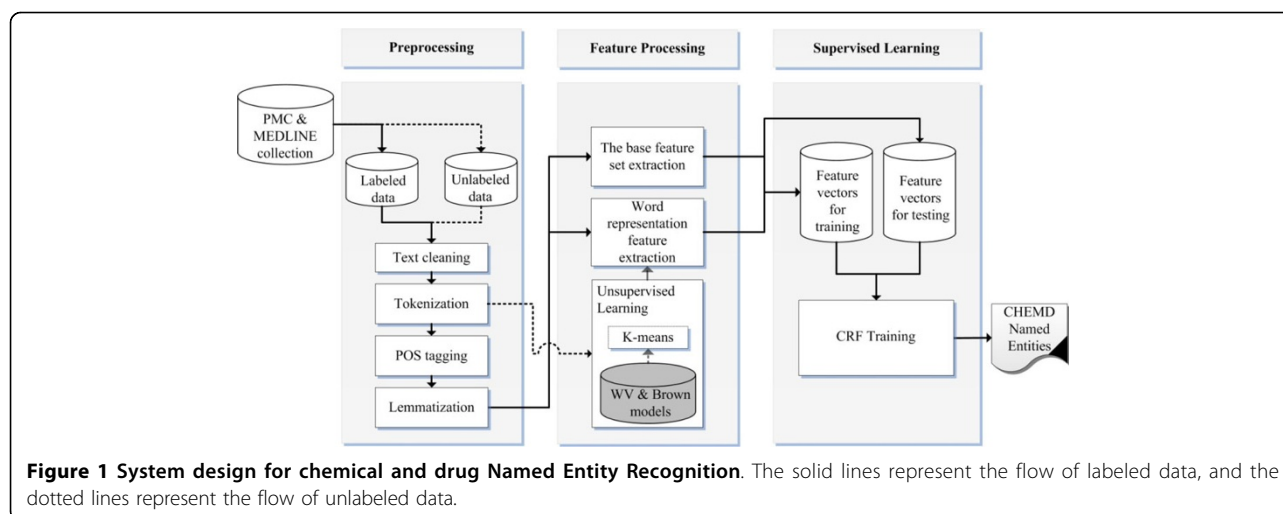 Preprocessing
Feature Processing
Supervised Learning
PMC &
MEDLINE
collection
Labeled
data
Unlabeled
data
Text cleaning
Tokenization
POS tagging
Lemmatization
The base feature
set extraction
Word
representation
feature
extraction
Unsupervised
Learning
K-means
WV & Brown
models
Feature
vectors
for
training
Feature
vectors
for testing
CRF Training
CHEMD
Named
Entities
Figure 1 System design for chemical and drug Named Entity Recognition. The solid lines represent the flow of labeled data, and the
dotted lines represent the flow of unlabeled data.